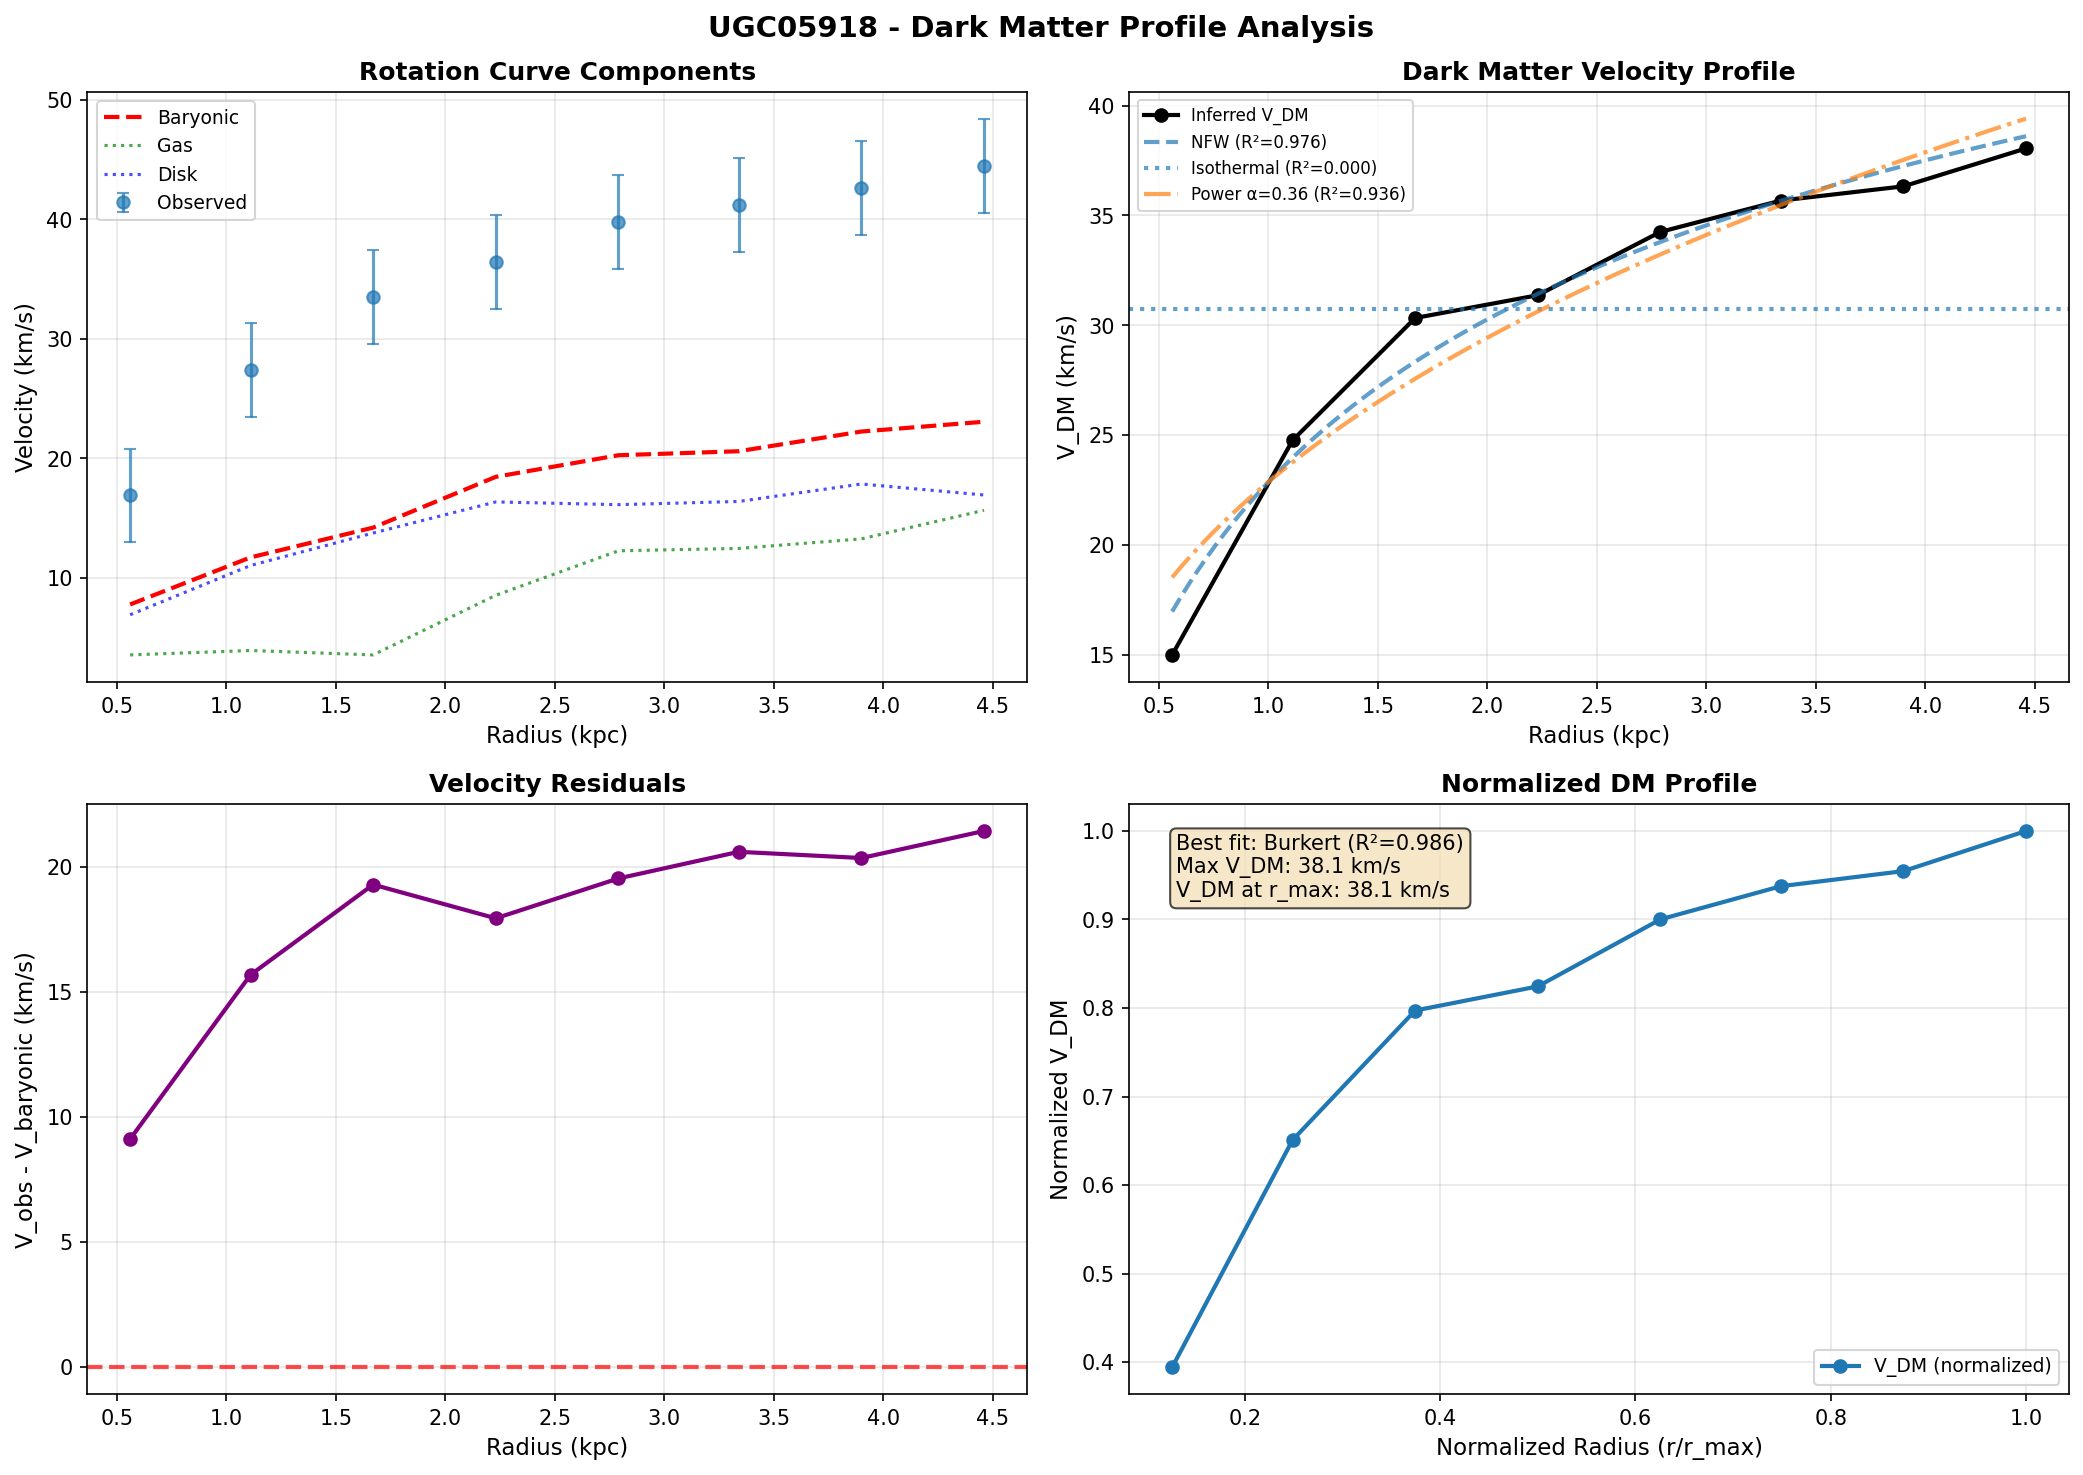 UGC05918 - Dark Matter Profile Analysis
Rotation Curve Components
50
40
30
20
10
Velocity (km/s)
Baryonic
Gas
Disk
Observed
0.5 1.0 1.5 2.0 2.5 3.0 3.5 4.0 4.5
Radius (kpc)
Dark Matter Velocity Profile
40
35
30
25
20
15
V_DM (km/s)
Inferred V_DM
NFW (R²=0.976)
Isothermal (R²=0.000)
Power α=0.36 (R²=0.936)
0.5 1.0 1.5 2.0 2.5 3.0 3.5 4.0 4.5
Radius (kpc)
Velocity Residuals
20
15
10
5
0
V_obs - V_baryonic (km/s)
0.5 1.0 1.5 2.0 2.5 3.0 3.5 4.0 4.5
Radius (kpc)
Normalized DM Profile
1.0
0.9
0.8
0.7
0.6
0.5
0.4
Normalized V_DM
Best fit: Burkert (R²=0.986)
Max V_DM: 38.1 km/s
V_DM at r_max: 38.1 km/s
V_DM (normalized)
0.2 0.4 0.6 0.8 1.0
Normalized Radius (r/r_max)